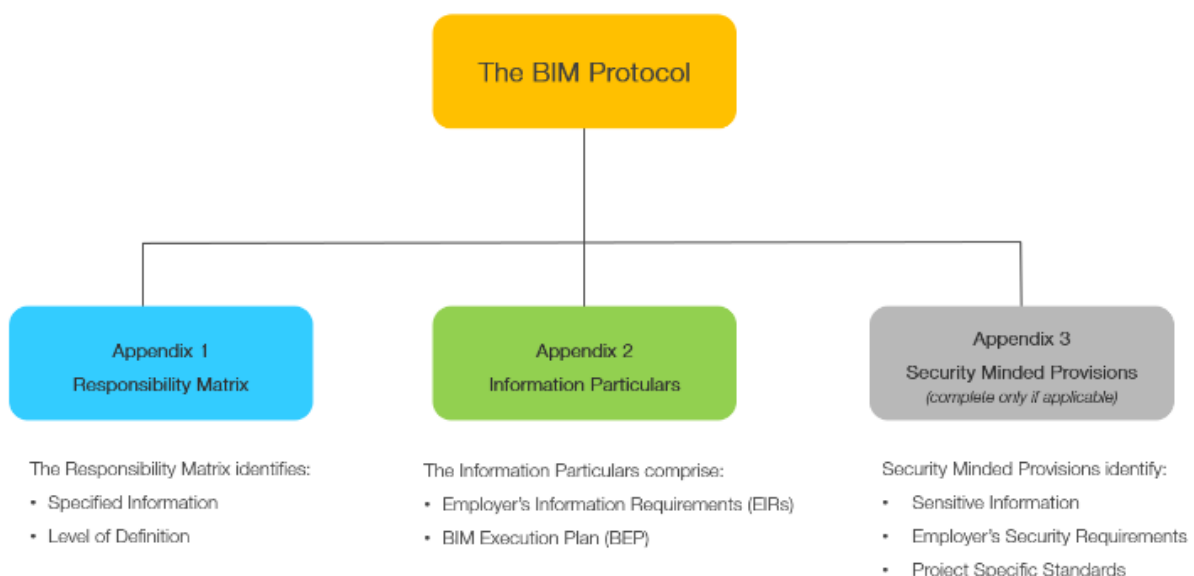 The BIM Protocol
Appendix 1
Responsibility Matrix
Appendix 2
Information Particulars
Appendix 3
Security Minded Provisions
(complete only if applicable)
The Responsibility Matrix identifies:
• Specified Information
• Level of Definition
The Information Particulars comprise:
• Employer's Information Requirements (EIRs)
• BIM Execution Plan (BEP)
Security Minded Provisions identify:
• Sensitive Information
• Employer's Security Requirements
• Project Specific Standards